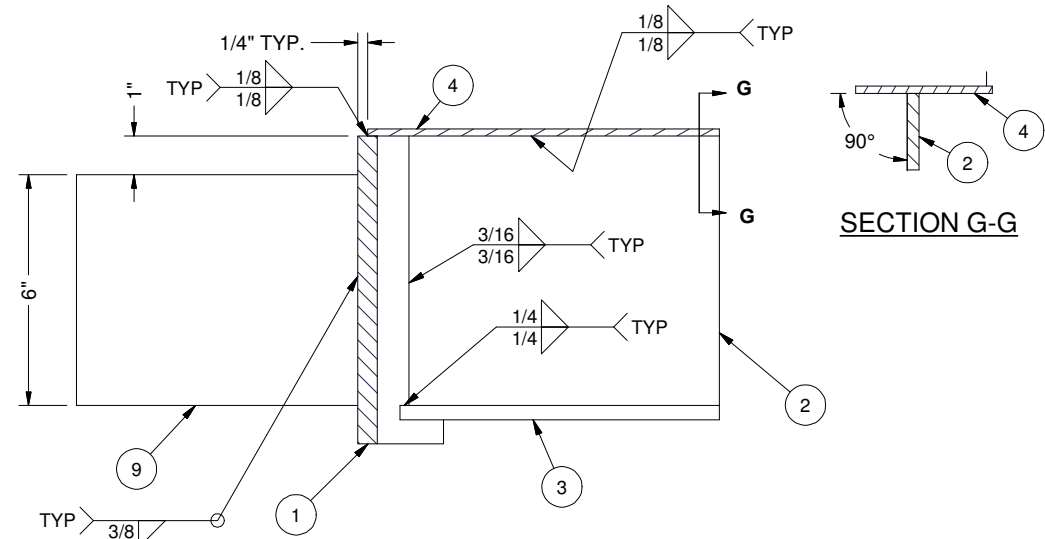 1/8
1/8
TYP
1/4" TYP.
TYP
1/8
1/8
4
G
1"
90°
4
2
G
SECTION G-G
3/16
3/16
TYP
6"
1/4
1/4
TYP
2
9
1
3
TYP
3/8